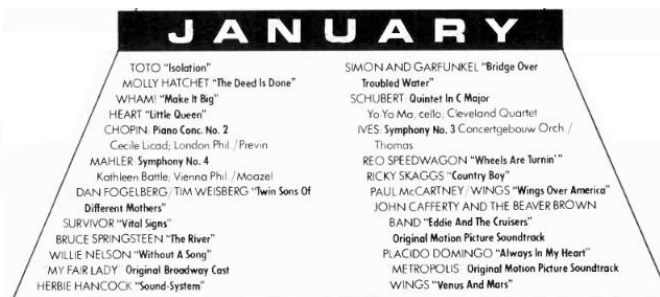 JANUARY
TOTO "Isolation"
MOLLY HATCHET "The Deed Is Done"
WHAM! "Make It Big"
HEART "Little Queen"
CHOPIN: Piano Conc. No. 2
Cecile Licad; London Phil./Previn
MAHLER: Symphony No. 4
Kathleen Battle; Vienna Phil./Moazel
DAN FOGELBERG/TIM WEISBERG "Twin Sons Of
Different Mothers"
SURVIVOR "Vital Signs"
BRUCE SPRINGSTEEN "The River"
WILLIE NELSON "Without A Song"
"MY FAIR LADY" Original Broadway Cast
HERBIE HANCOCK "Sound-System"
SIMON AND GARFUNKEL "Bridge Over
Troubled Water"
SCHUBERT: Quintet In C Major
Yo-Yo Ma, cello; Cleveland Quartet
IVES: Symphony No. 3 Concertgebouw Orch./
Thomas
REO SPEEDWAGON "Wheels Are Turnin'"
RICKY SKAGGS "Country Boy"
PAUL McCARTNEY/WINGS "Wings Over America"
JOHN CAFFERTY AND THE BEAVER BROWN
BAND "Eddie And The Cruisers"
Original Motion Picture Soundtrack
PLACIDO DOMINGO "Always In My Heart"
"METROPOLIS" Original Motion Picture Soundtrack
WINGS "Venus And Mars"